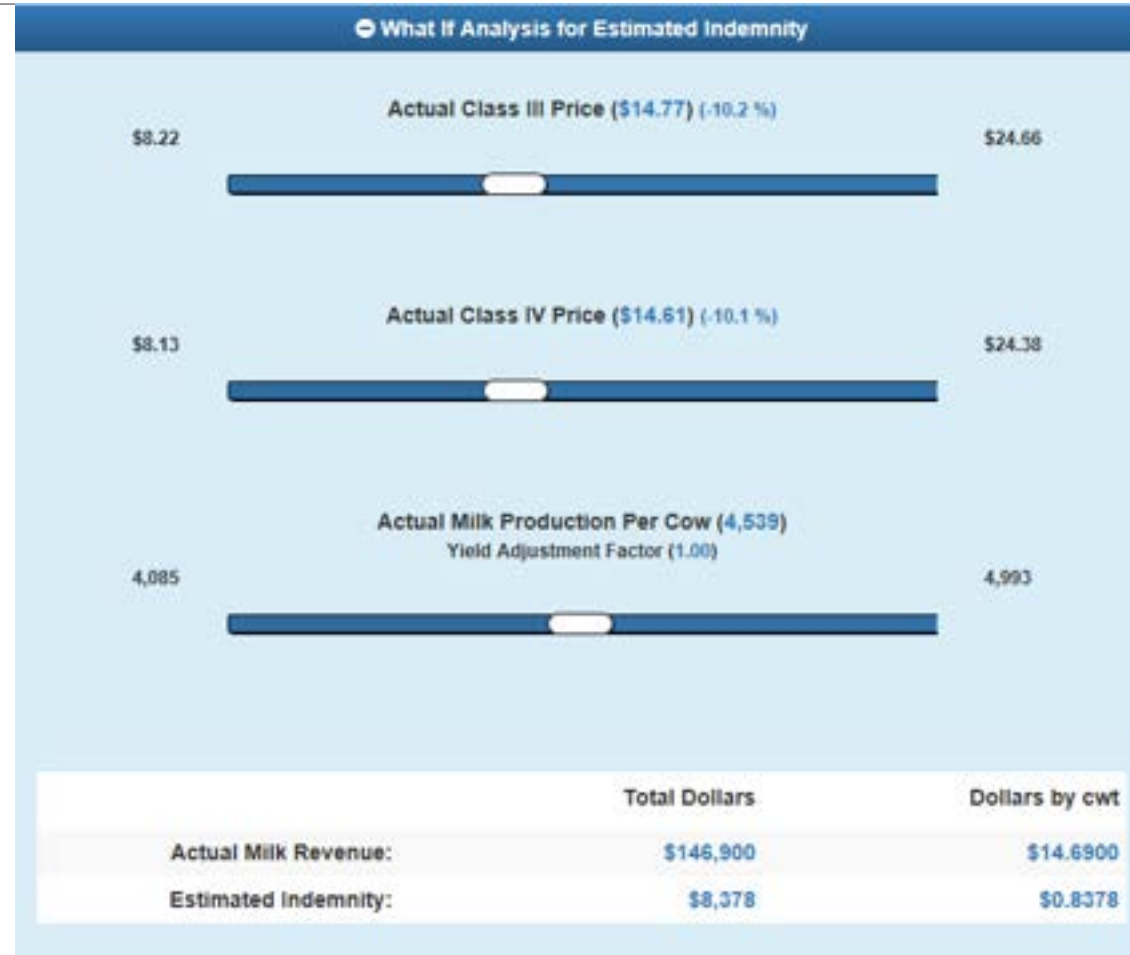 What If Analysis for Estimated Indemnity
Actual Class III Price ($14.77) (-10.2 %)
$8.22 $24.66
Actual Class IV Price ($14.61) (-10.1 %)
$8.13 $24.38
Actual Milk Production Per Cow (4,539)
Yield Adjustment Factor (1.00)
4,085 4,993
Total Dollars Dollars by cwt
Actual Milk Revenue: $146,900 $14.6900
Estimated Indemnity: $8,378 $0.8378